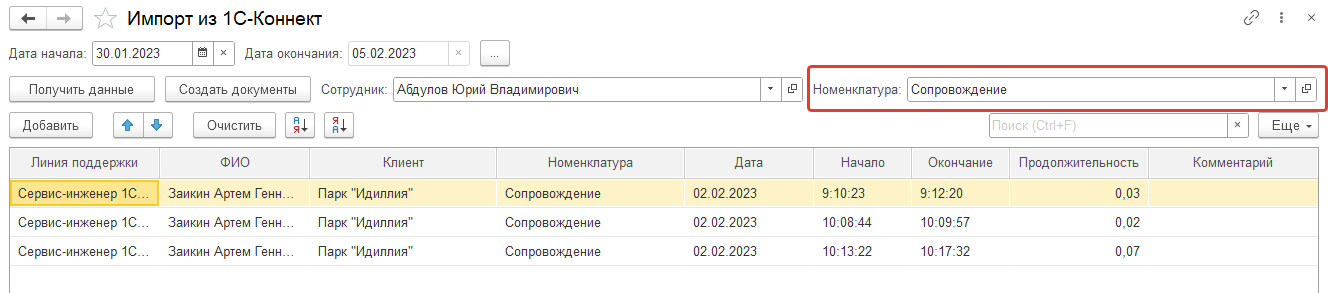 Импорт из 1С-Коннект
Дата начала: 30.01.2023 Дата окончания: 05.02.2023 ...
Получить данные Создать документы Сотрудник: Абдулов Юрий Владимирович Номенклатура: Сопровождение
Добавить Очистить Поиск (Ctrl+F) Еще
Линия поддержки ФИО Клиент Номенклатура Дата Начало Окончание Продолжительность Комментарий
Сервис-инженер 1С... Заикин Артем Генн... Парк "Идиллия" Сопровождение 02.02.2023 9:10:23 9:12:20 0,03
Сервис-инженер 1С... Заикин Артем Генн... Парк "Идиллия" Сопровождение 02.02.2023 10:08:44 10:09:57 0,02
Сервис-инженер 1С... Заикин Артем Генн... Парк "Идиллия" Сопровождение 02.02.2023 10:13:22 10:17:32 0,07